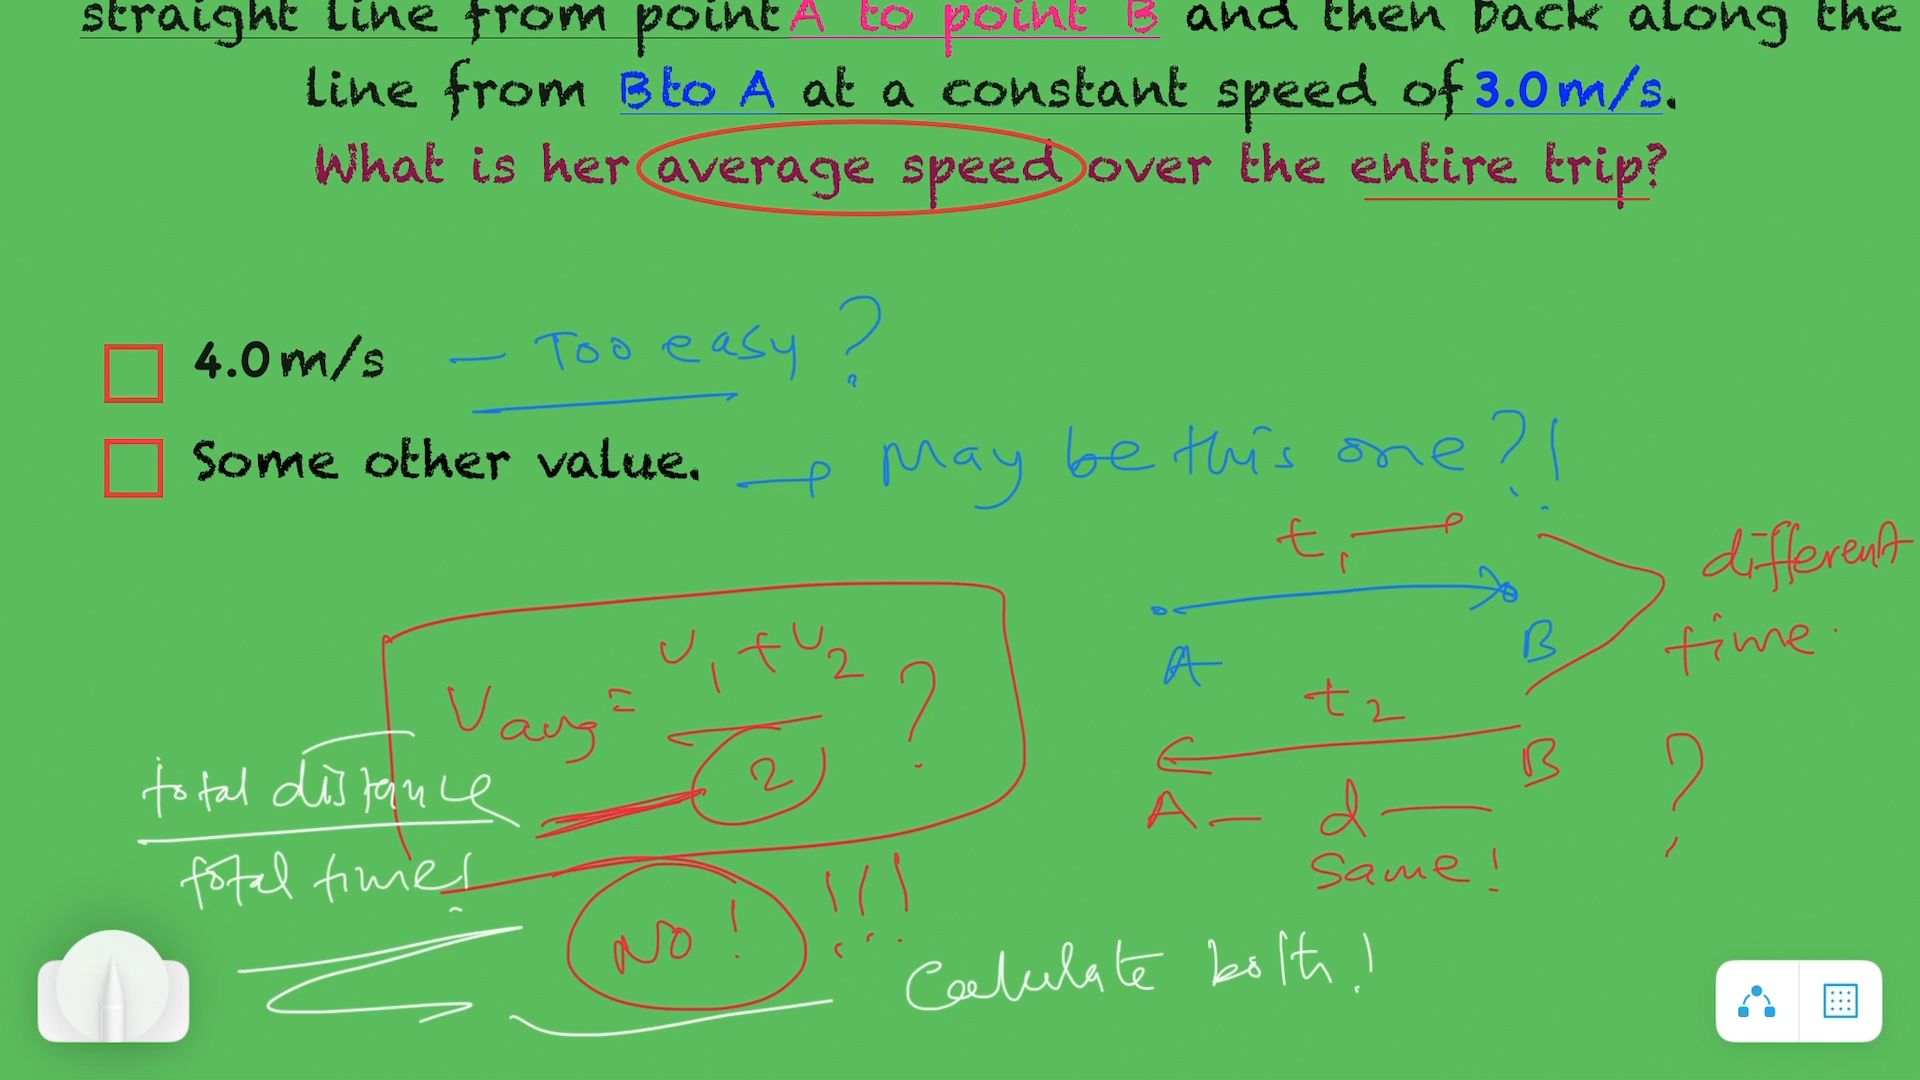 straight line from point A to point B and then back along the
line from B to A at a constant speed of 3.0 m/s.
What is her average speed over the entire trip?
4.0 m/s — Too easy?
Some other value. → May be this one?!
t₁
different
time.
A B
t₂
B
A — d —
Same!
?
Vavg = V₁ + V₂ ?
2
total distance
total time!
NO! !!!
Calculate both!